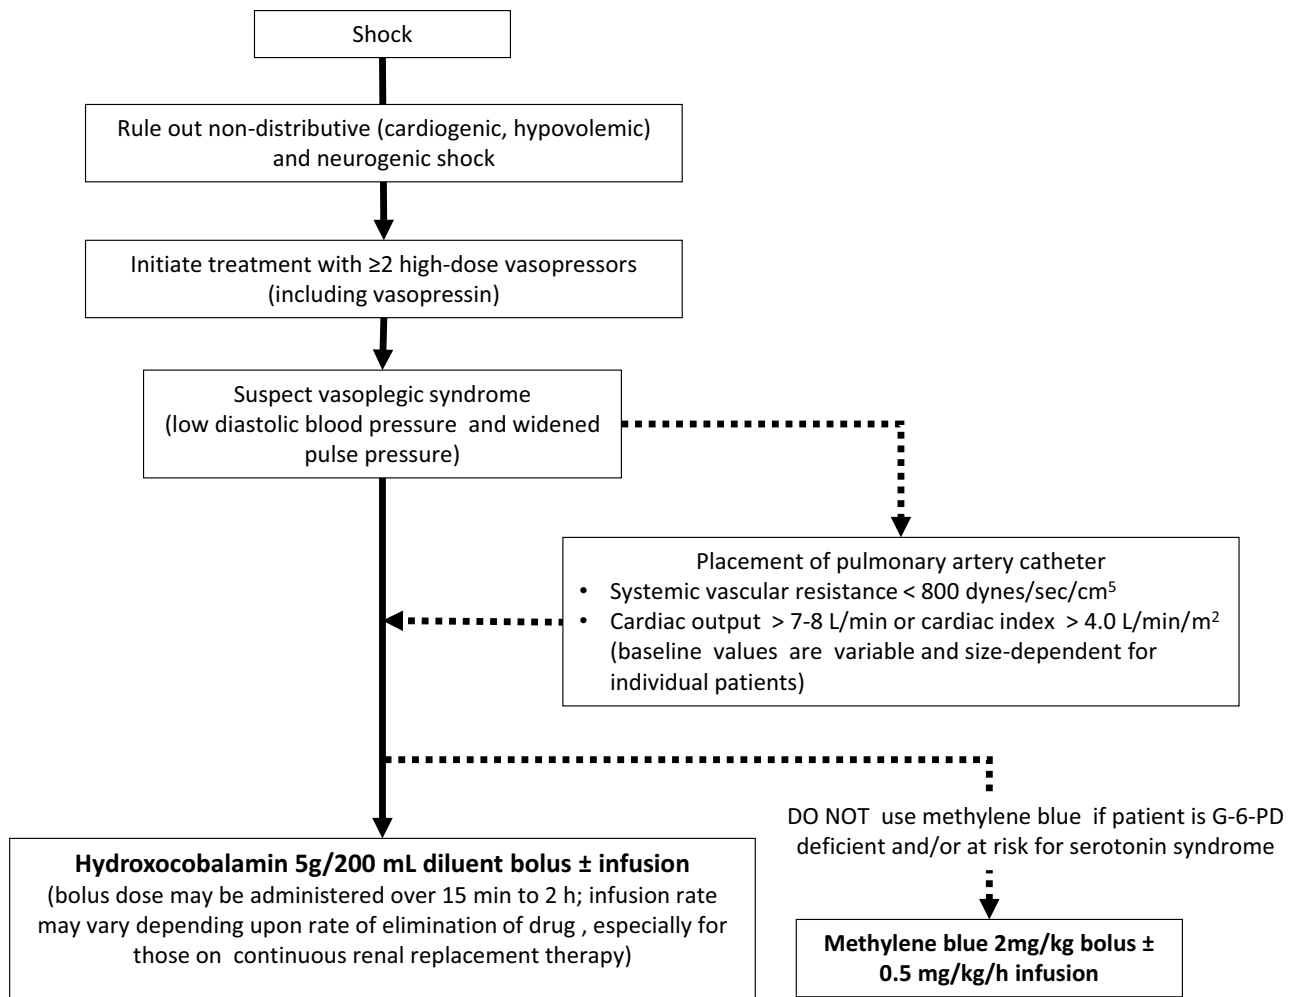 Shock
Rule out non-distributive (cardiogenic, hypovolemic)
and neurogenic shock
Initiate treatment with ≥2 high-dose vasopressors
(including vasopressin)
Suspect vasoplegic syndrome
(low diastolic blood pressure and widened
pulse pressure)
Placement of pulmonary artery catheter
• Systemic vascular resistance < 800 dynes/sec/cm⁵
• Cardiac output > 7-8 L/min or cardiac index > 4.0 L/min/m²
(baseline values are variable and size-dependent for
individual patients)
DO NOT use methylene blue if patient is G-6-PD
deficient and/or at risk for serotonin syndrome
Hydroxocobalamin 5g/200 mL diluent bolus ± infusion
(bolus dose may be administered over 15 min to 2 h; infusion rate
may vary depending upon rate of elimination of drug , especially for
those on continuous renal replacement therapy)
Methylene blue 2mg/kg bolus ±
0.5 mg/kg/h infusion